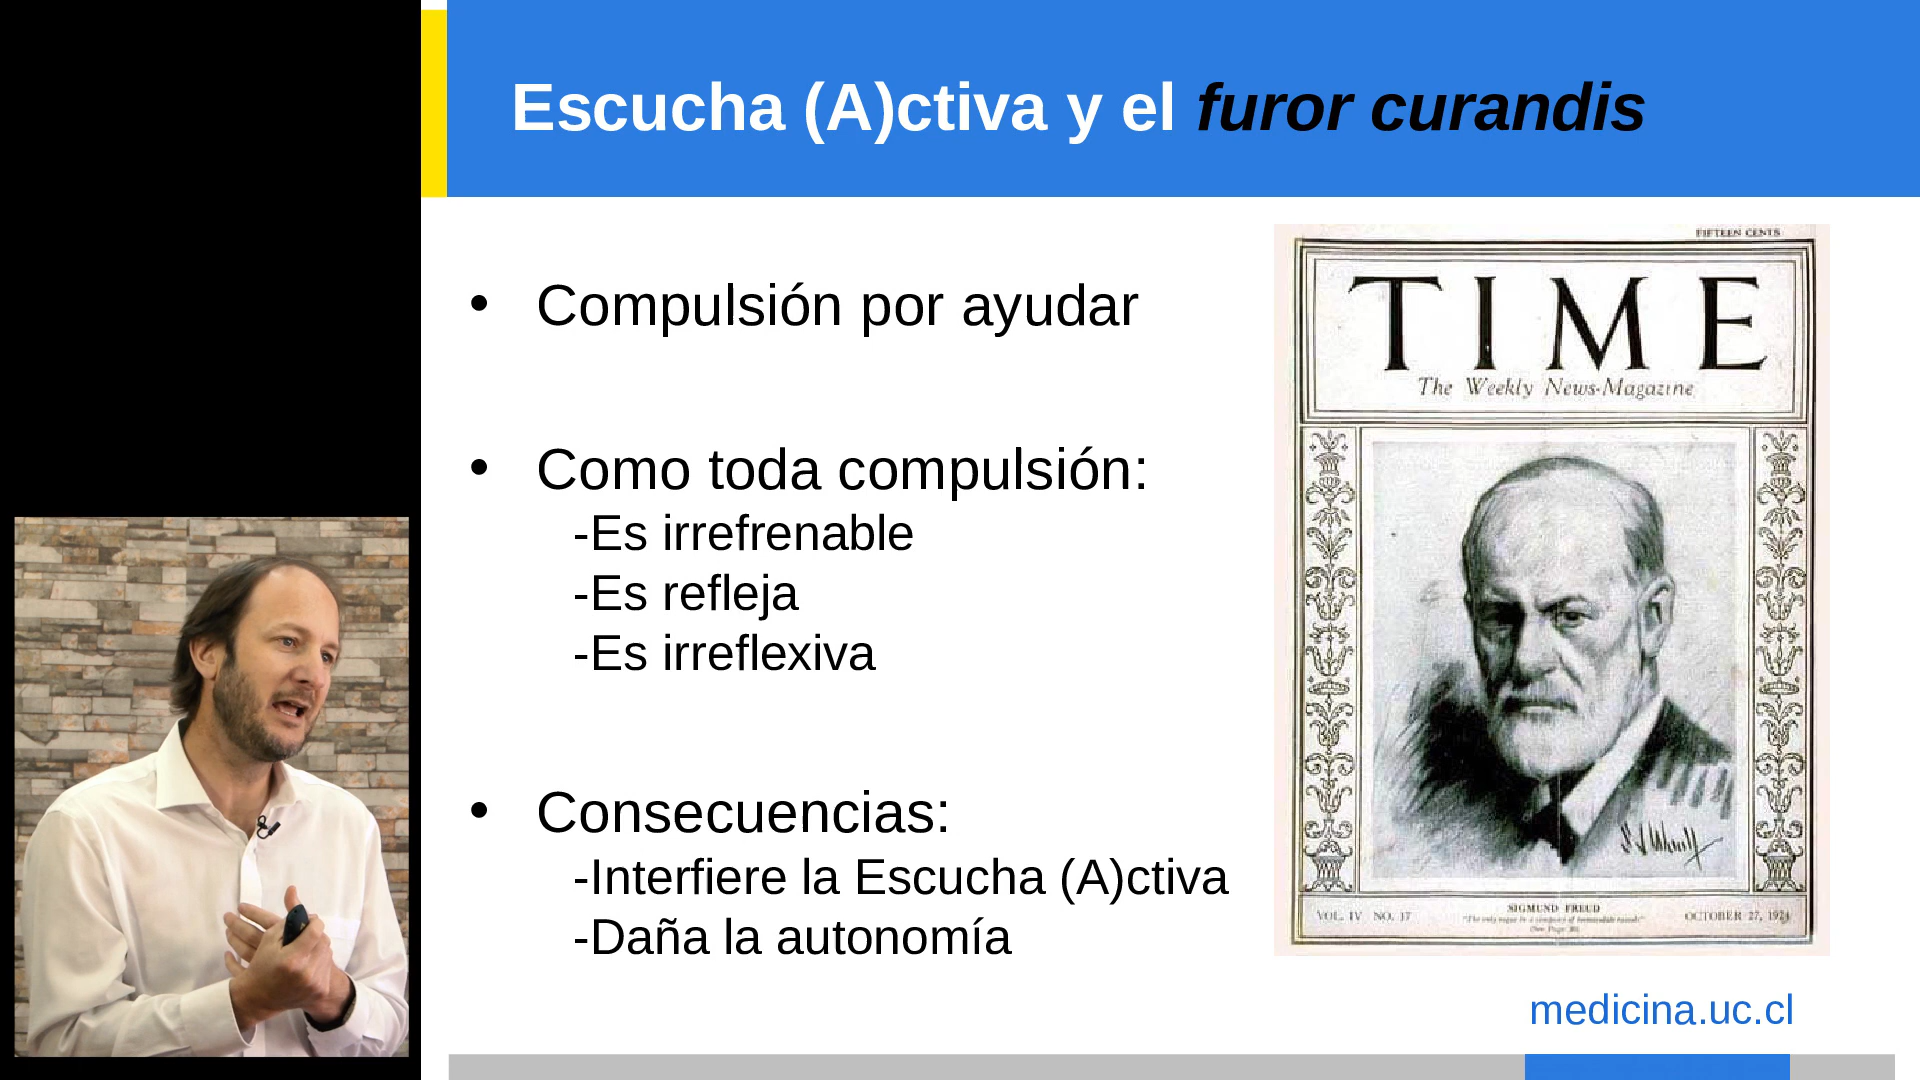 Escucha (A)ctiva y el furor curandis
• Compulsión por ayudar
• Como toda compulsión:
-Es irrefrenable
-Es refleja
-Es irreflexiva
• Consecuencias:
-Interfiere la Escucha (A)ctiva
-Daña la autonomía
FIFTEEN CENTS
TIME
The Weekly News-Magazine
SIGMUND FREUD
VOL. IV NO. 17
OCTOBER 27, 1924
medicina.uc.cl